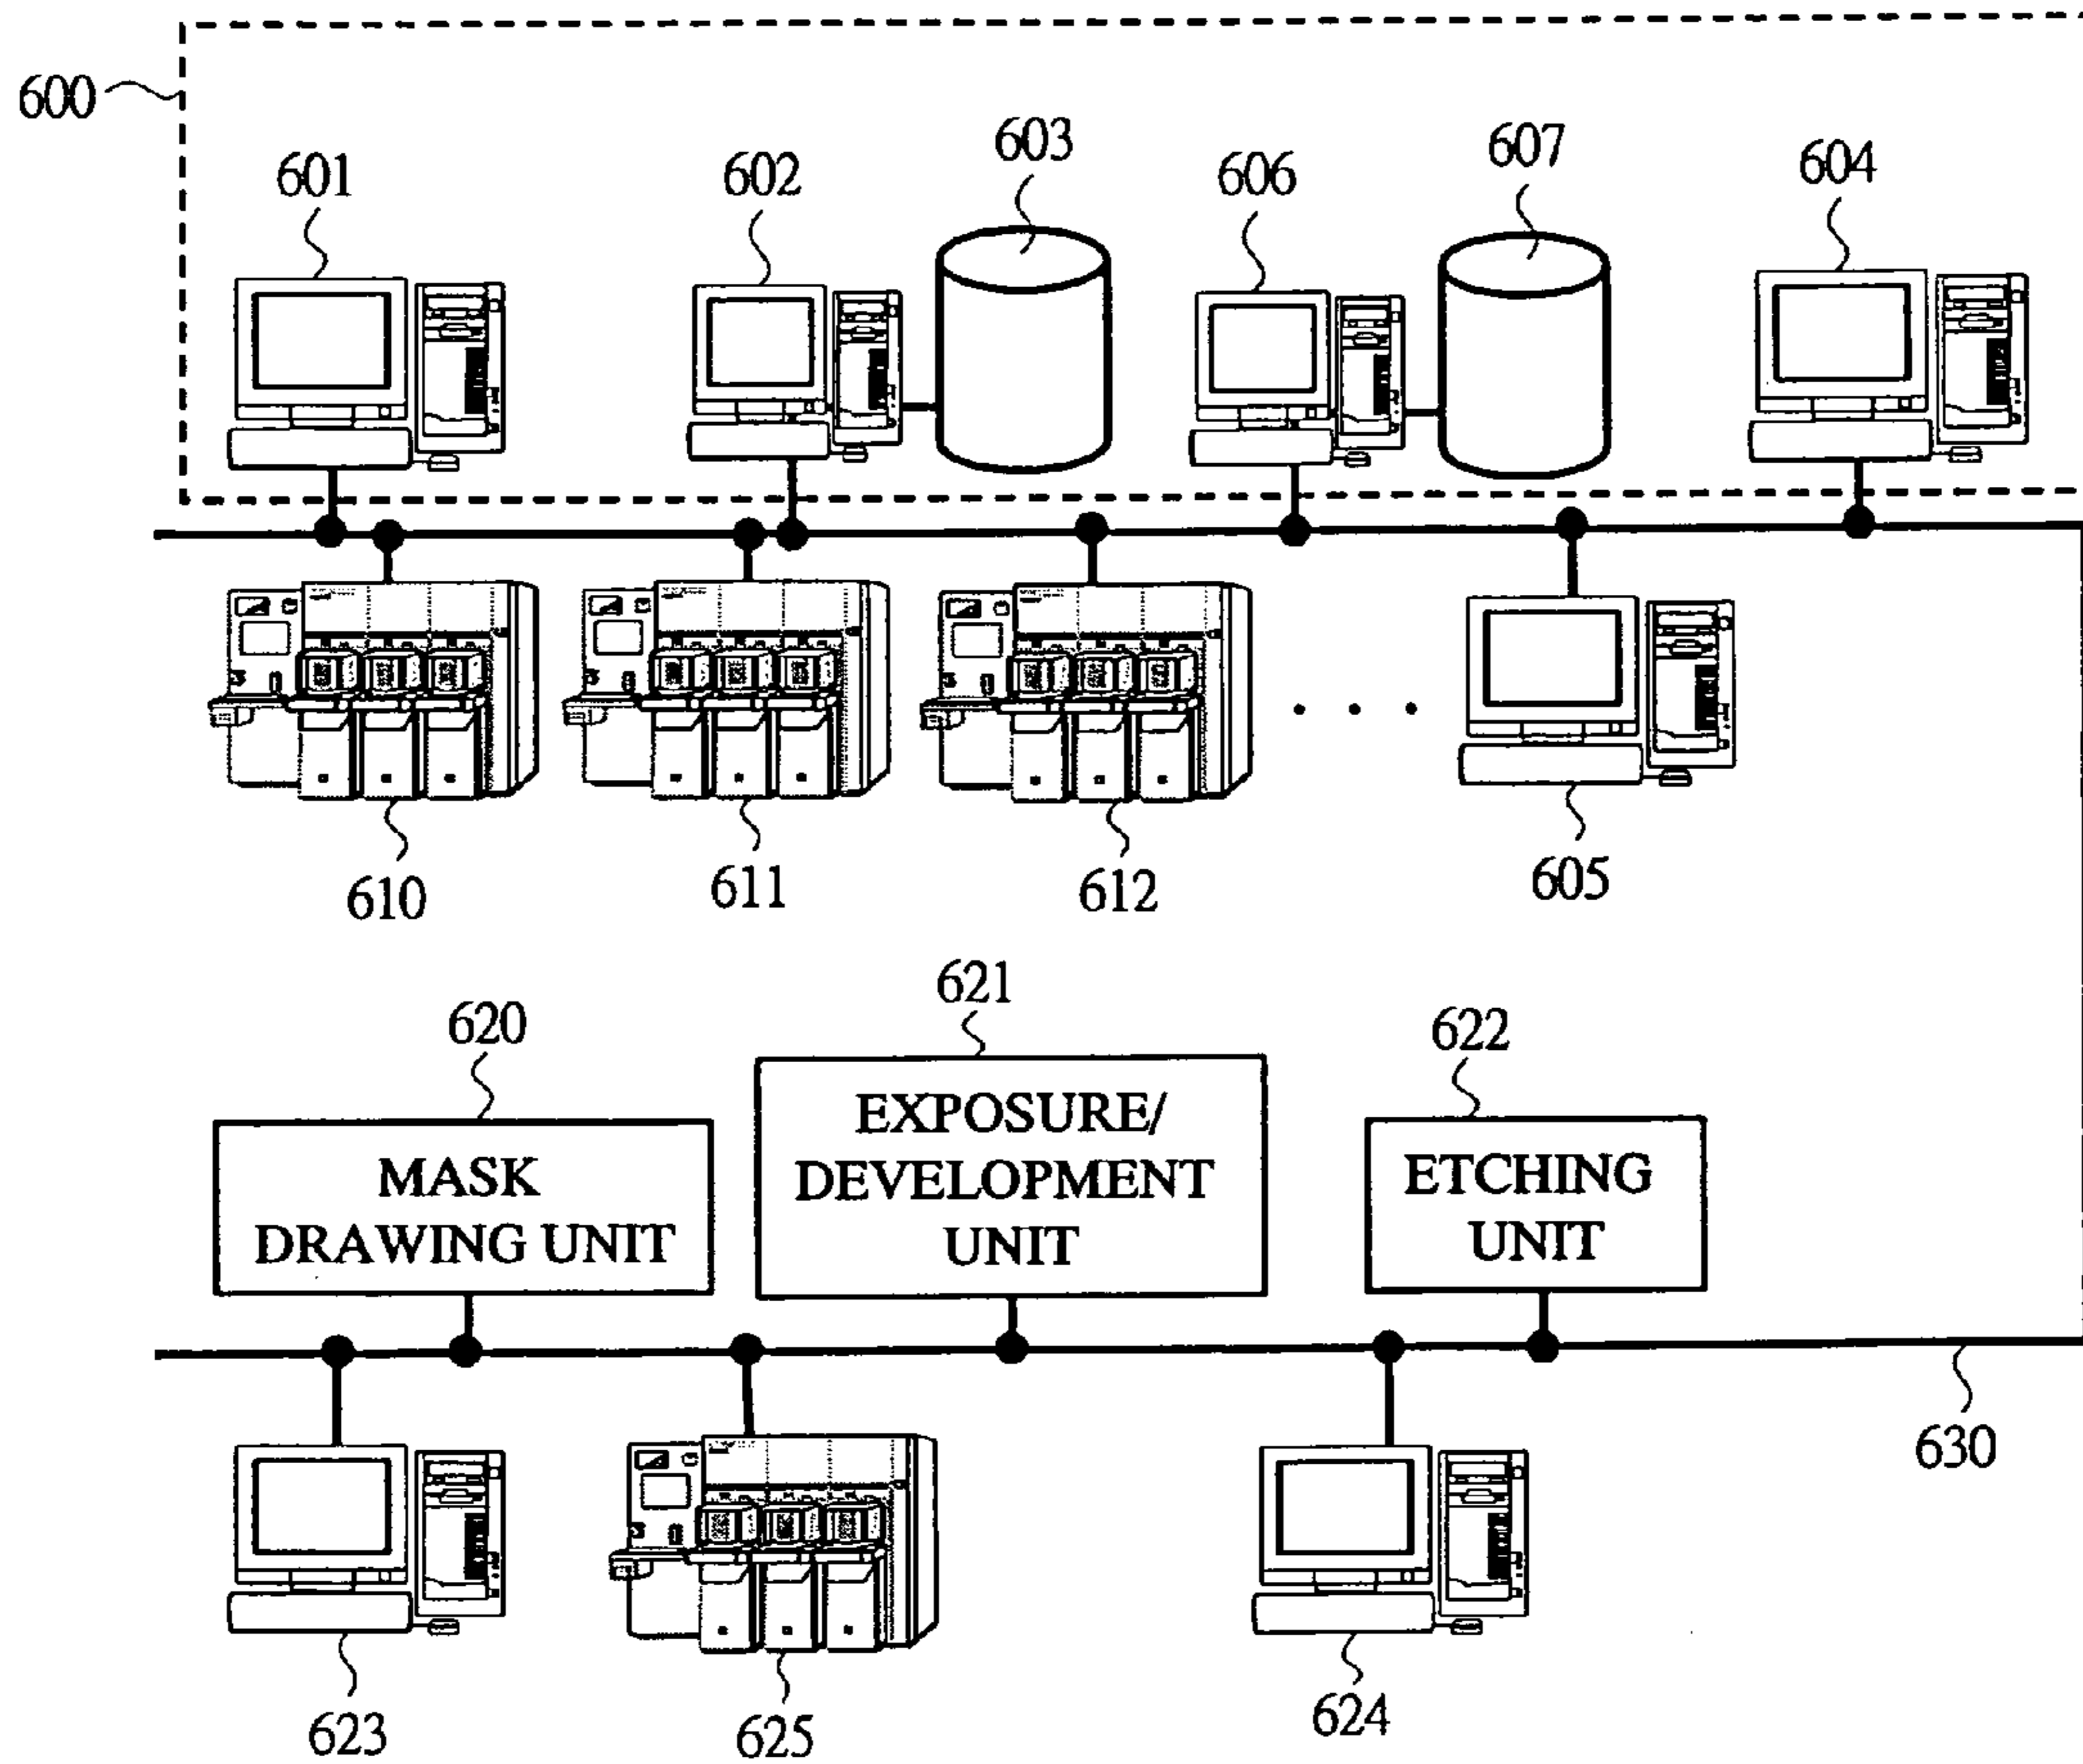 600
601
602
603
606
607
604
610
611
612
605
620
621
622
MASK
DRAWING UNIT
EXPOSURE/
DEVELOPMENT
UNIT
ETCHING
UNIT
630
623
625
624